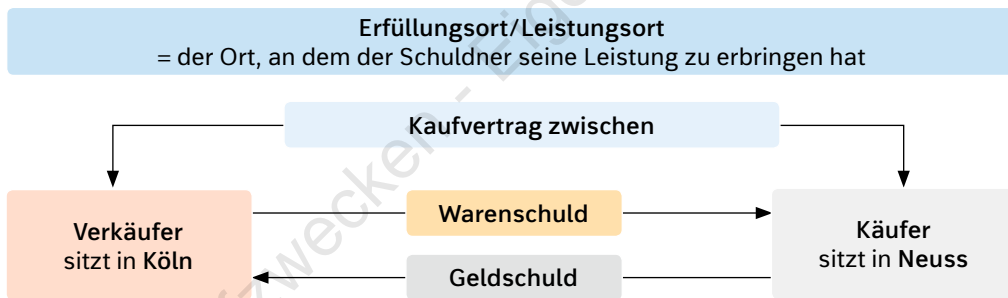 Erfüllungsort/Leistungsort
= der Ort, an dem der Schuldner seine Leistung zu erbringen hat
Kaufvertrag zwischen
Verkäufer
sitzt in Köln
Warenschuld
Geldschuld
Käufer
sitzt in Neuss